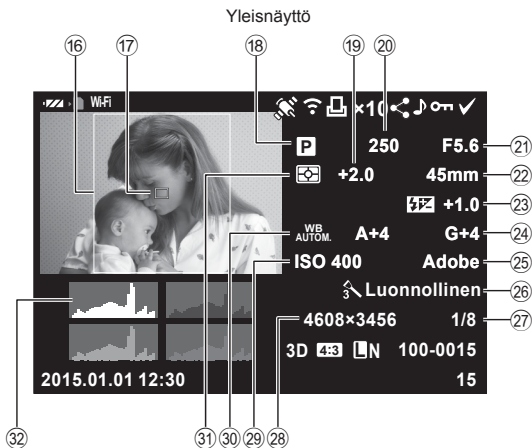 Yleisnäyttö
16 17 18 19 20
Wi-Fi ×10
P 250 F5.6 21
+2.0 45mm 22
+1.0 23
WB AUTOM. A+4 G+4 24
ISO 400 Adobe 25
3 Luonnollinen 26
4608×3456 1/8 27
3D 4:3 LN 100-0015
2015.01.01 12:30 15
32 31 30 29 28